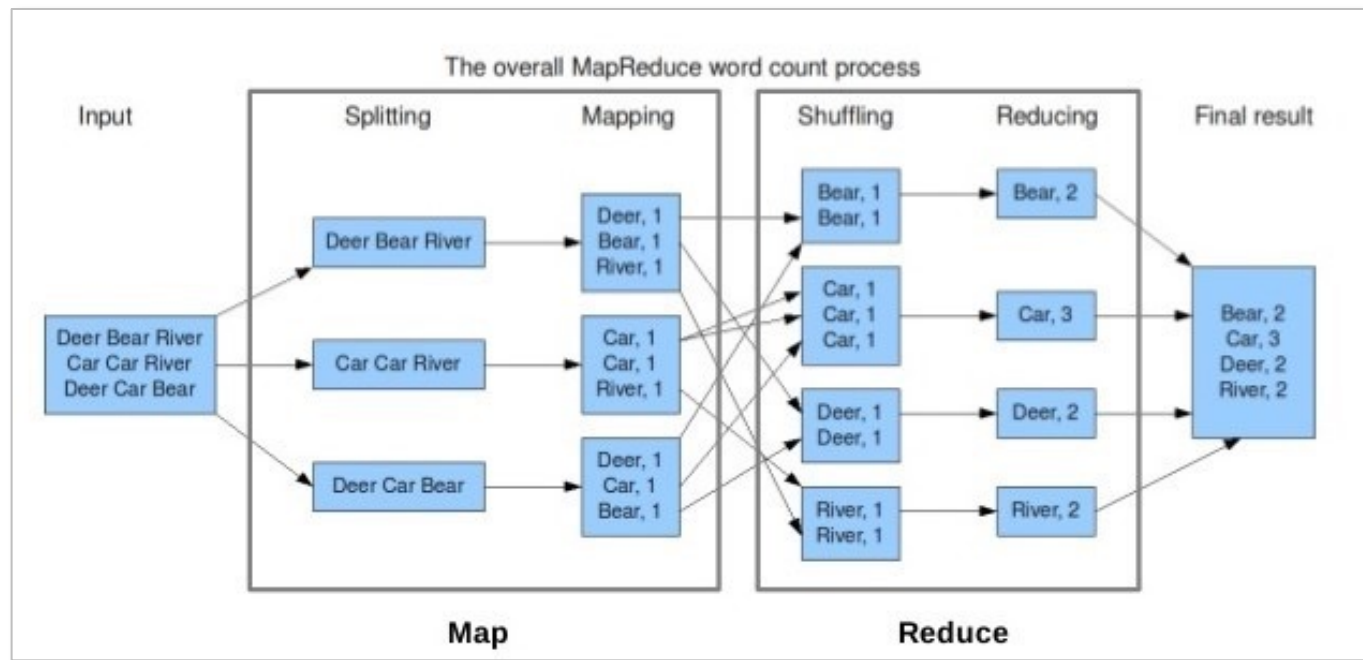 The overall MapReduce word count process
Input
Splitting
Mapping
Shuffling
Reducing
Final result
Deer Bear River
Car Car River
Deer Car Bear
Deer Bear River
Car Car River
Deer Car Bear
Deer, 1
Bear, 1
River, 1
Car, 1
Car, 1
River, 1
Deer, 1
Car, 1
Bear, 1
Bear, 1
Bear, 1
Car, 1
Car, 1
Car, 1
Deer, 1
Deer, 1
River, 1
River, 1
Bear, 2
Car, 3
Deer, 2
River, 2
Bear, 2
Car, 3
Deer, 2
River, 2
Map
Reduce